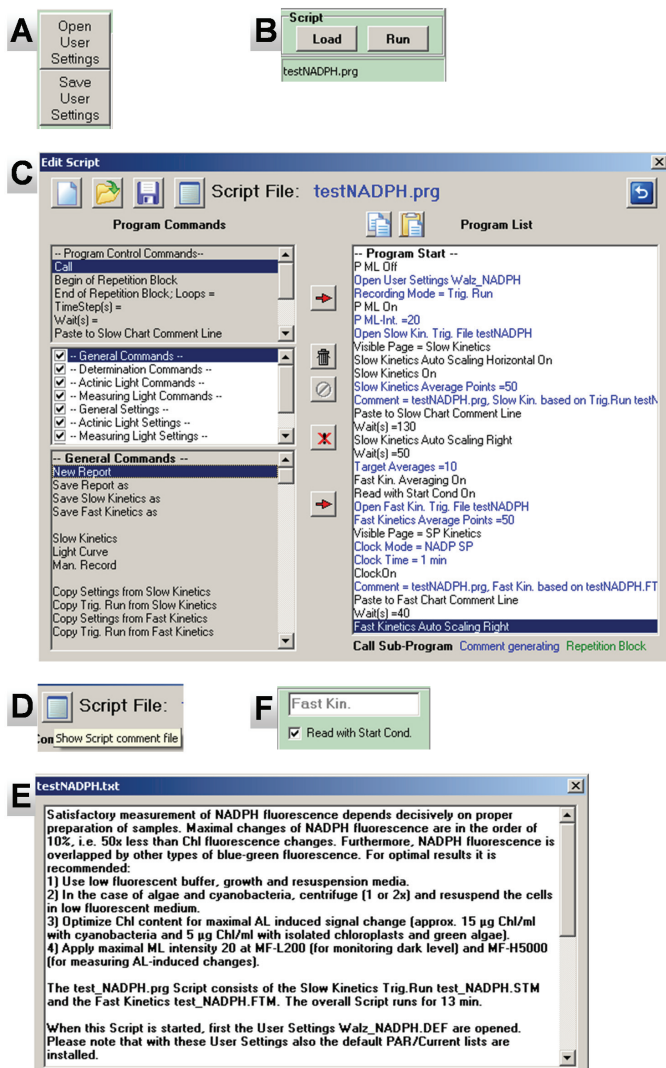 A
Open
User
Settings
Save
User
Settings
B
Script
Load
Run
testNADPH.prg
C
Edit Script
Script File: testNADPH.prg
Program Commands
Program List
-- Program Control Commands--
Call
Begin of Repetition Block
End of Repetition Block; Loops =
TimeStep(s) =
Wait(s) =
Paste to Slow Chart Comment Line
-- General Commands --
-- Determination Commands --
-- Actinic Light Commands --
-- Measuring Light Commands --
-- General Settings --
-- Actinic Light Settings --
-- Measuring Light Settings --
-- General Commands --
New Report
Save Report as
Save Slow Kinetics as
Save Fast Kinetics as
Slow Kinetics
Light Curve
Man. Record
Copy Settings from Slow Kinetics
Copy Trig. Run from Slow Kinetics
Copy Settings from Fast Kinetics
Copy Trig. Run from Fast Kinetics
-- Program Start --
P ML Off
Open User Settings Walz_NADPH
Recording Mode = Trig. Run
P ML On
P ML-Int. =20
Open Slow Kin. Trig. File testNADPH
Visible Page = Slow Kinetics
Slow Kinetics Auto Scaling Horizontal On
Slow Kinetics On
Slow Kinetics Average Points =50
Comment = testNADPH.prg, Slow Kin. based on Trig.Run testN
Paste to Slow Chart Comment Line
Wait(s) =130
Slow Kinetics Auto Scaling Right
Wait(s) =50
Target Averages =10
Fast Kin. Averaging On
Read with Start Cond On
Open Fast Kin. Trig. File testNADPH
Fast Kinetics Average Points =50
Visible Page = SP Kinetics
Clock Mode = NADP SP
Clock Time = 1 min
ClockOn
Comment = testNADPH.prg, Fast Kin. based on testNADPH.FT
Paste to Fast Chart Comment Line
Wait(s) =40
Fast Kinetics Auto Scaling Right
Call Sub-Program Comment generating Repetition Block
D
Script File:
Com
Show Script comment file
F
Fast Kin.
Read with Start Cond.
E
testNADPH.txt
Satisfactory measurement of NADPH fluorescence depends decisively on proper
preparation of samples. Maximal changes of NADPH fluorescence are in the order of
10%, i.e. 50x less than Chl fluorescence changes. Furthermore, NADPH fluorescence is
overlapped by other types of blue-green fluorescence. For optimal results it is
recommended:
1) Use low fluorescent buffer, growth and resuspension media.
2) In the case of algae and cyanobacteria, centrifuge (1 or 2x) and resuspend the cells
in low fluorescent medium.
3) Optimize Chl content for maximal AL induced signal change (approx. 15 µg Chl/ml
with cyanobacteria and 5 µg Chl/ml with isolated chloroplasts and green algae).
4) Apply maximal ML intensity 20 at MF-L200 (for monitoring dark level) and MF-H5000
(for measuring AL-induced changes).
The test_NADPH.prg Script consists of the Slow Kinetics Trig.Run test_NADPH.STM
and the Fast Kinetics test_NADPH.FTM. The overall Script runs for 13 min.
When this Script is started, first the User Settings Walz_NADPH.DEF are opened.
Please note that with these User Settings also the default PAR/Current lists are
installed.